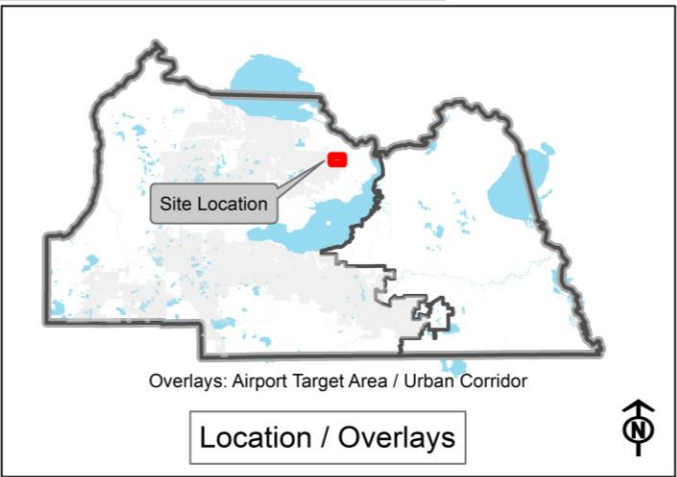 Site Location
Overlays: Airport Target Area / Urban Corridor
Location / Overlays
N